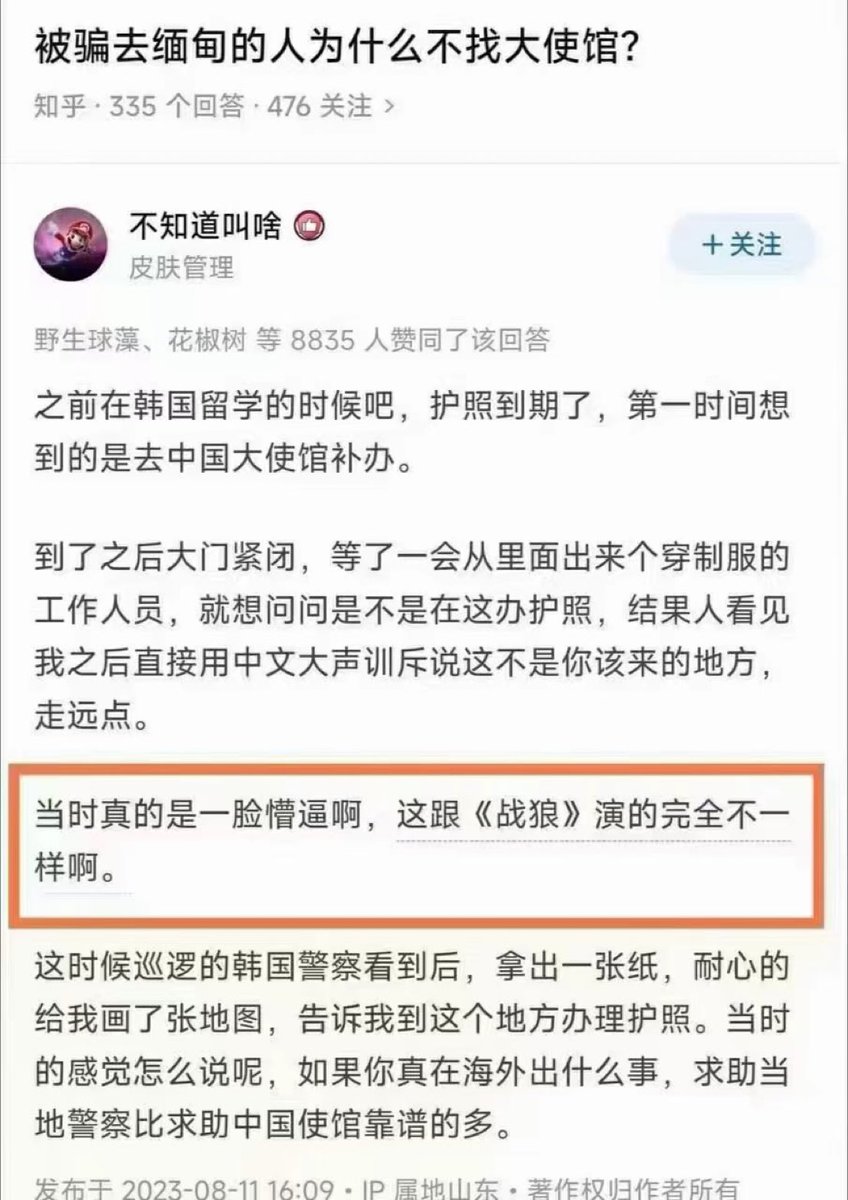 被骗去缅甸的人为什么不找大使馆?
知乎 · 335 个回答 · 476 关注 >
不知道叫啥
皮肤管理
+关注
野生球藻、花椒树 等 8835 人赞同了该回答
之前在韩国留学的时候吧，护照到期了，第一时间想
到的是去中国大使馆补办。
到了之后大门紧闭，等了一会从里面出来个穿制服的
工作人员，就想问问是不是在这办护照，结果人看见
我之后直接用中文大声训斥说这不是你该来的地方，
走远点。
当时真的是一脸懵逼啊，这跟《战狼》演的完全不一
样啊。
这时候巡逻的韩国警察看到后，拿出一张纸，耐心的
给我画了张地图，告诉我到这个地方办理护照。当时
的感觉怎么说呢，如果你真在海外出什么事，求助当
地警察比求助中国使馆靠谱的多。
发布于 2023-08-11 16:09 · IP 属地山东 · 著作权归作者所有